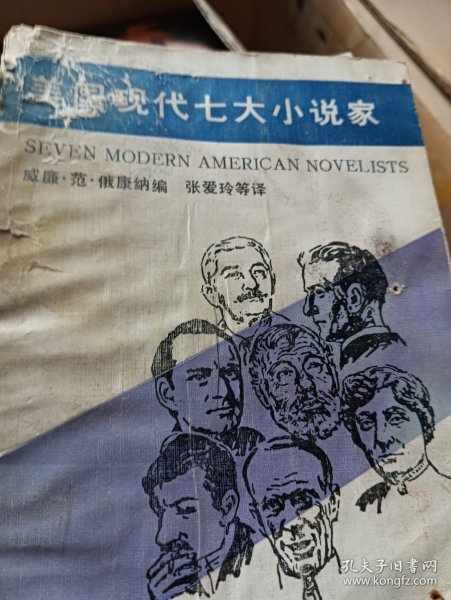 美国现代七大小说家
SEVEN MODERN AMERICAN NOVELISTS
威廉·范·俄康纳编 张爱玲等译
孔夫子旧书网
www.kongfz.com